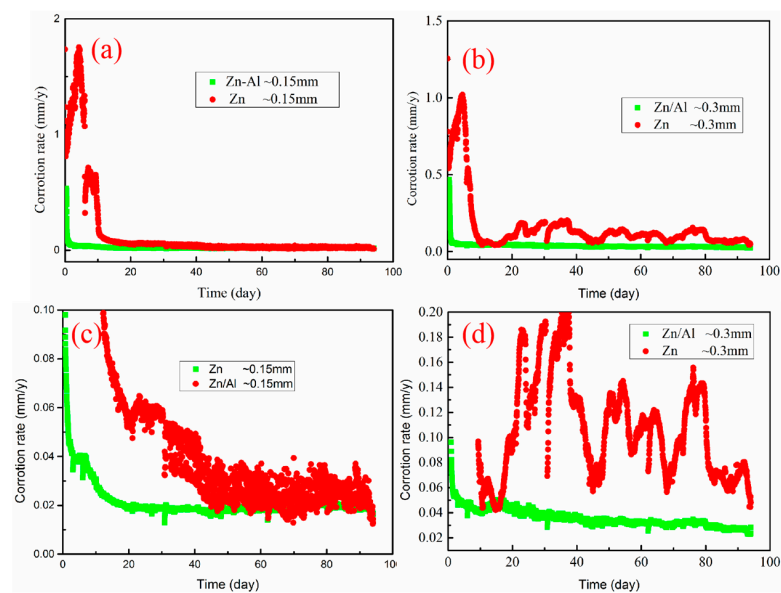 (a)
Zn-Al ~0.15mm
Zn ~0.15mm
Corrotion rate (mm/y)
2
1
0
0 20 40 60 80 100
Time (day)
(b)
Zn/Al ~0.3mm
Zn ~0.3mm
Corrotion rate (mm/y)
1.5
1.0
0.5
0.0
0 20 40 60 80 100
Time (day)
(c)
Zn ~0.15mm
Zn/Al ~0.15mm
Corrotion rate (mm/y)
0.10
0.08
0.06
0.04
0.02
0.00
0 20 40 60 80 100
Time (day)
(d)
Zn/Al ~0.3mm
Zn ~0.3mm
Corrotion rate (mm/y)
0.20
0.18
0.16
0.14
0.12
0.10
0.08
0.06
0.04
0.02
0 20 40 60 80 100
Time (day)